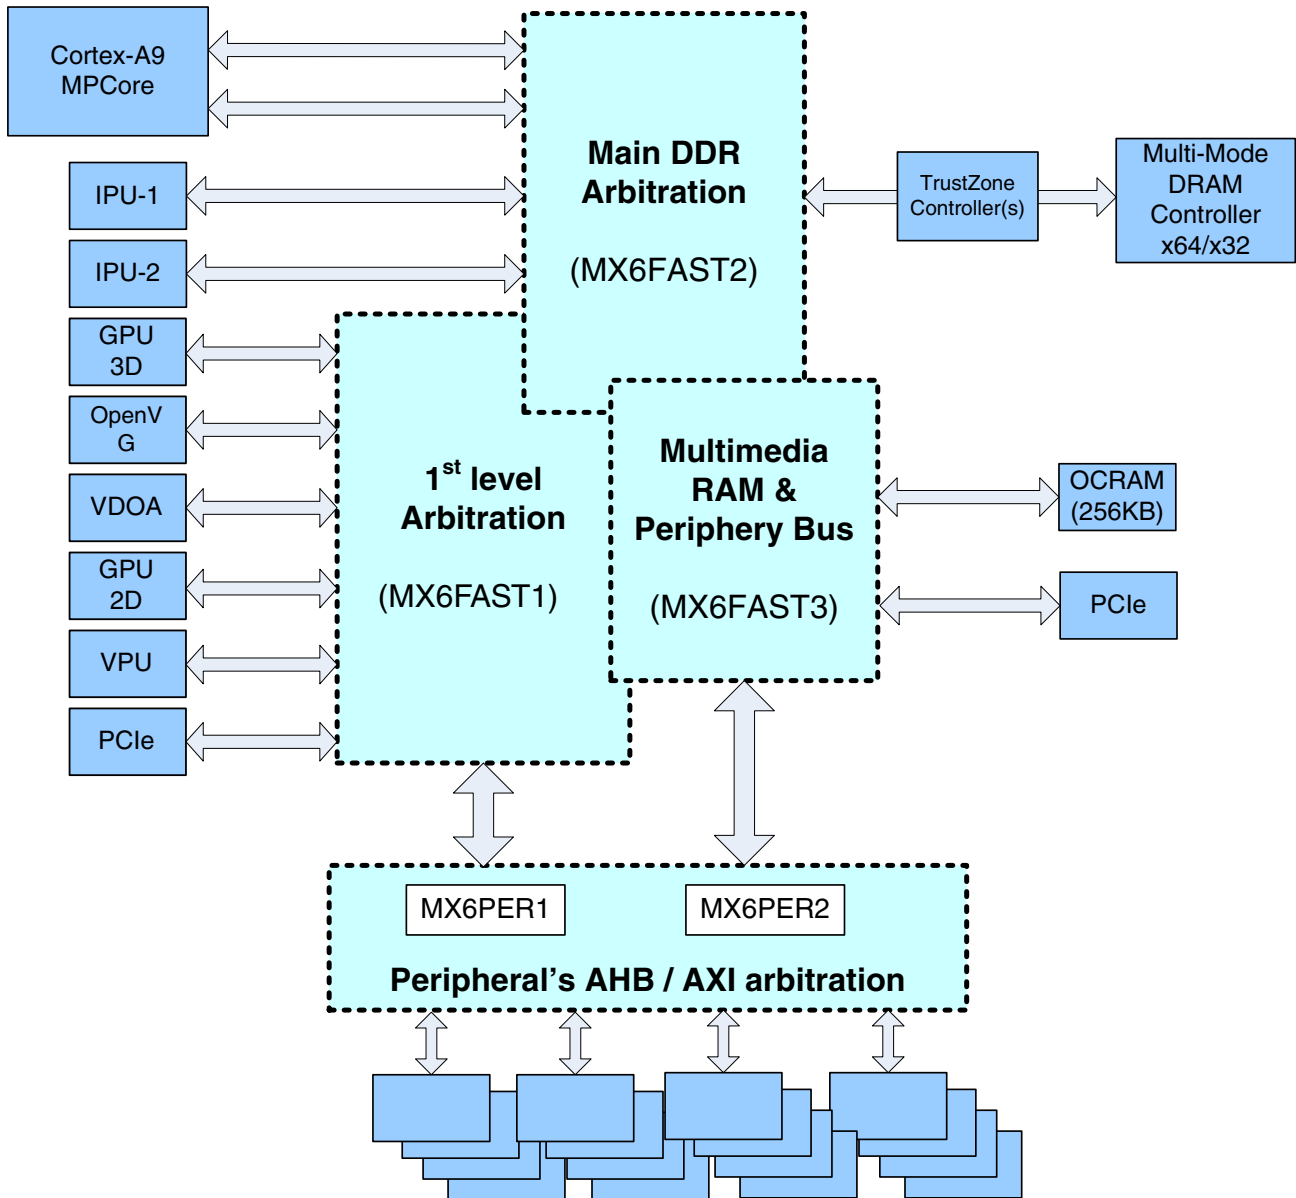 Cortex-A9
MPCore
IPU-1
IPU-2
GPU
3D
OpenV
G
VDOA
GPU
2D
VPU
PCIe
Main DDR
Arbitration
(MX6FAST2)
1st level
Arbitration
(MX6FAST1)
Multimedia
RAM &
Periphery Bus
(MX6FAST3)
TrustZone
Controller(s)
Multi-Mode
DRAM
Controller
x64/x32
OCRAM
(256KB)
PCIe
MX6PER1
MX6PER2
Peripheral’s AHB / AXI arbitration